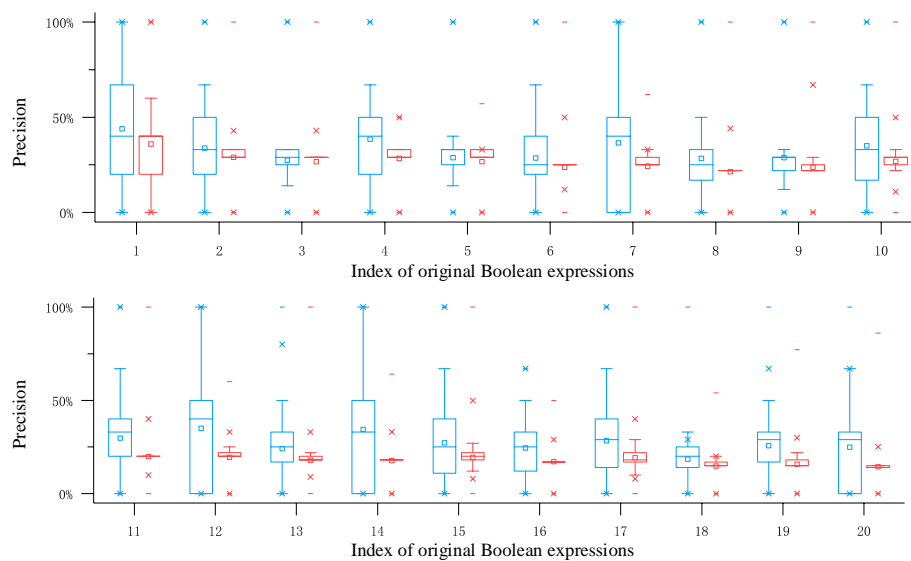 Precision
100%
50%
0%
1 2 3 4 5 6 7 8 9 10
Index of original Boolean expressions
Precision
100%
50%
0%
11 12 13 14 15 16 17 18 19 20
Index of original Boolean expressions